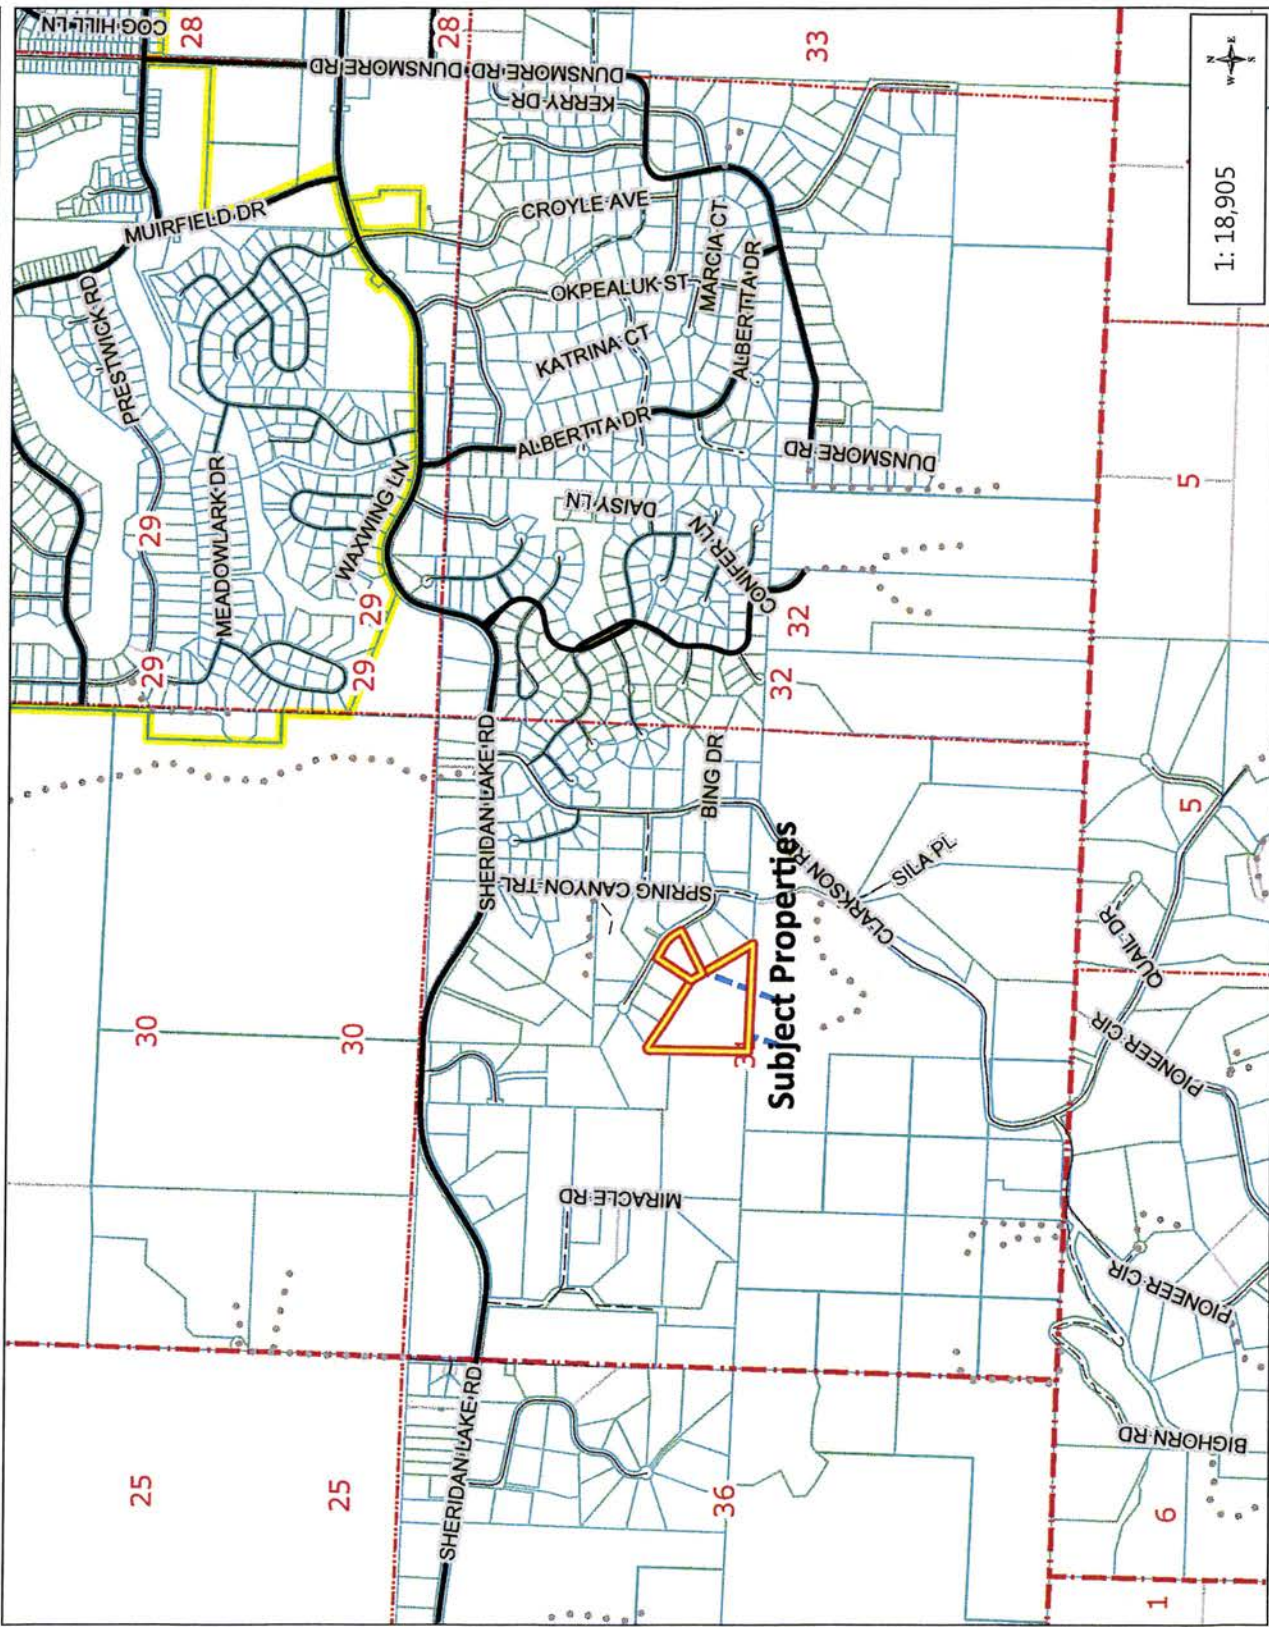 25
30
29
29
PRESTWICK RD
MUIRFIELD DR
COG HILL LN
28
MEADOWLARK DR
25
30
29
29
WAXWING LN
DUNSMORE RD
DUNSMORE RD
28
SHERIDAN LAKE RD
SHERIDAN LAKE RD
SPRING CANYON TRL
ALBERTTA DR
KATRINA CT
OKPEALUK ST
CROYLE AVE
KERRY DR
DUNSMORE RD
MIRACLE RD
DAISY LN
CONIFER LN
MARCIA CT
ALBERTTA DR
BING DR
36
Subject Properties
32
32
33
CLARKSON RD
SILA PL
DUNSMORE RD
BIGHORN RD
PIONEER CIR
PIONEER CIR
QUAIL DR
1
6
5
5
1: 18,905
N
W
E
S